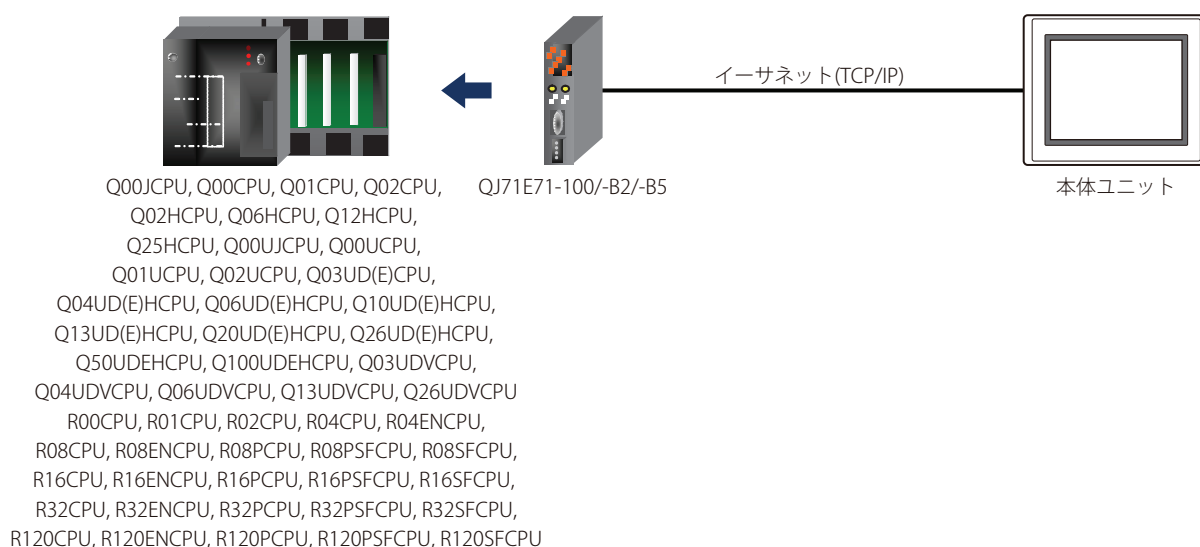 イーサネット(TCP/IP)
Q00JCPU, Q00CPU, Q01CPU, Q02CPU,
Q02HCPU, Q06HCPU, Q12HCPU,
Q25HCPU, Q00UJCPU, Q00UCPU,
Q01UCPU, Q02UCPU, Q03UD(E)CPU,
Q04UD(E)HCPU, Q06UD(E)HCPU, Q10UD(E)HCPU,
Q13UD(E)HCPU, Q20UD(E)HCPU, Q26UD(E)HCPU,
Q50UDEHCPU, Q100UDEHCPU, Q03UDVCPU,
Q04UDVCPU, Q06UDVCPU, Q13UDVCPU, Q26UDVCPU
R00CPU, R01CPU, R02CPU, R04CPU, R04ENCPU,
R08CPU, R08ENCPU, R08PCPU, R08PSFCPU, R08SFCPU,
R16CPU, R16ENCPU, R16PCPU, R16PSFCPU, R16SFCPU,
R32CPU, R32ENCPU, R32PCPU, R32PSFCPU, R32SFCPU,
R120CPU, R120ENCPU, R120PCPU, R120PSFCPU, R120SFCPU
QJ71E71-100/-B2/-B5
本体ユニット